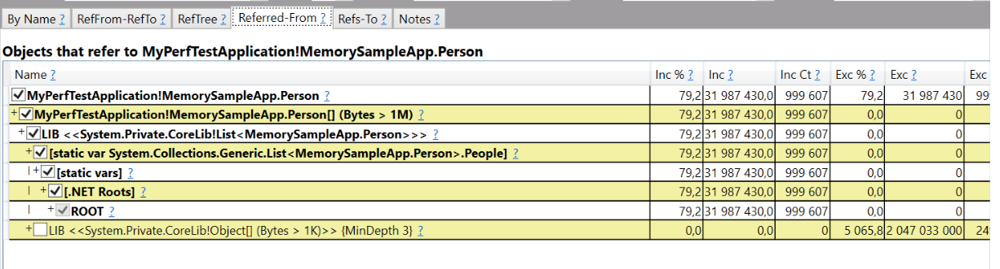 By Name ? RefFrom-RefTo ? RefTree ? Referred-From ? Refs-To ? Notes ?
Objects that refer to MyPerfTestApplication!MemorySampleApp.Person
Name ? Inc % ? Inc ? Inc Ct ? Exc % ? Exc ? Exc
MyPerfTestApplication!MemorySampleApp.Person ? 79,2 31 987 430,0 999 607 79,2 31 987 430 999
+ MyPerfTestApplication!MemorySampleApp.Person[] (Bytes > 1M) ? 79,2 31 987 430,0 999 607 0,0 0
+ LIB <<System.Private.CoreLib!List<MemorySampleApp.Person>>> ? 79,2 31 987 430,0 999 607 0,0 0
+ [static var System.Collections.Generic.List<MemorySampleApp.Person>.People] ? 79,2 31 987 430,0 999 607 0,0 0
| + [static vars] ? 79,2 31 987 430,0 999 607 0,0 0
| + [.NET Roots] ? 79,2 31 987 430,0 999 607 0,0 0
| + ROOT ? 79,2 31 987 430,0 999 607 0,0 0
+ LIB <<System.Private.CoreLib!Object[] (Bytes > 1K)>> {MinDepth 3} ? 0,0 0,0 0 5 065,8 2 047 033 000